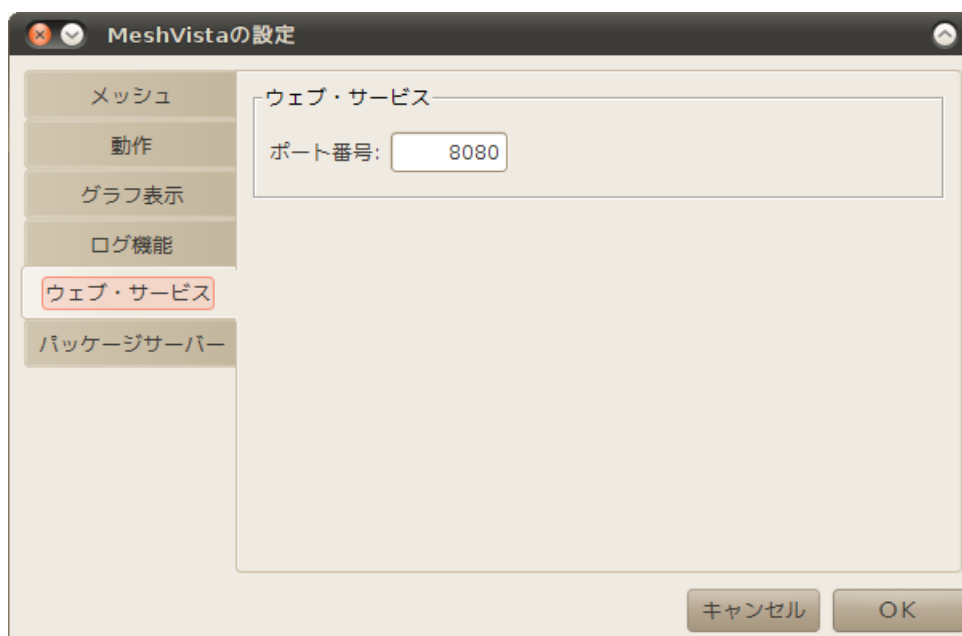 MeshVistaの設定
メッシュ
動作
グラフ表示
ログ機能
ウェブ・サービス
パッケージサーバー
ウェブ・サービス
ポート番号: 8080
キャンセル
OK